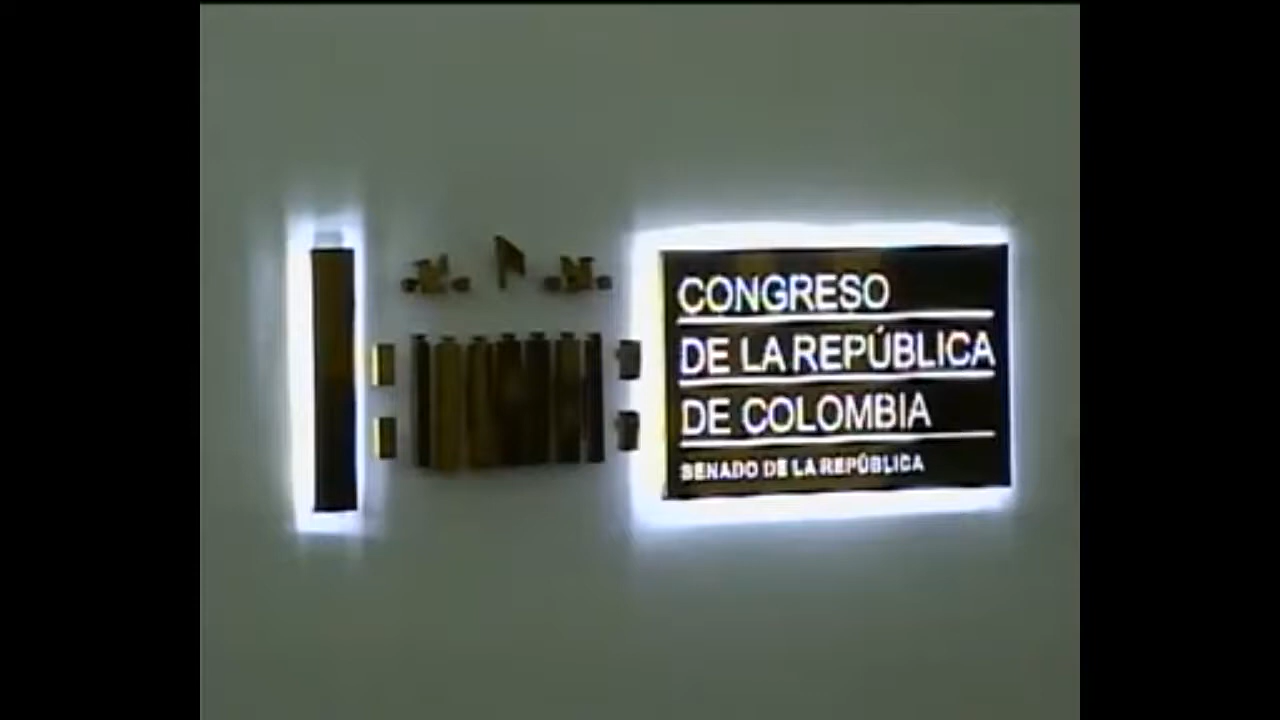 CONGRESO
DE LA REPÚBLICA
DE COLOMBIA
SENADO DE LA REPÚBLICA